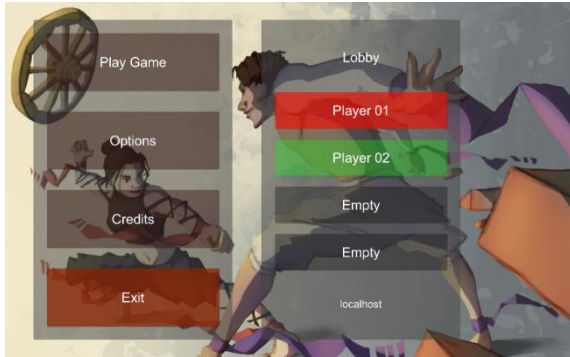 Play Game
Options
Credits
Exit
Lobby
Player 01
Player 02
Empty
Empty
localhost